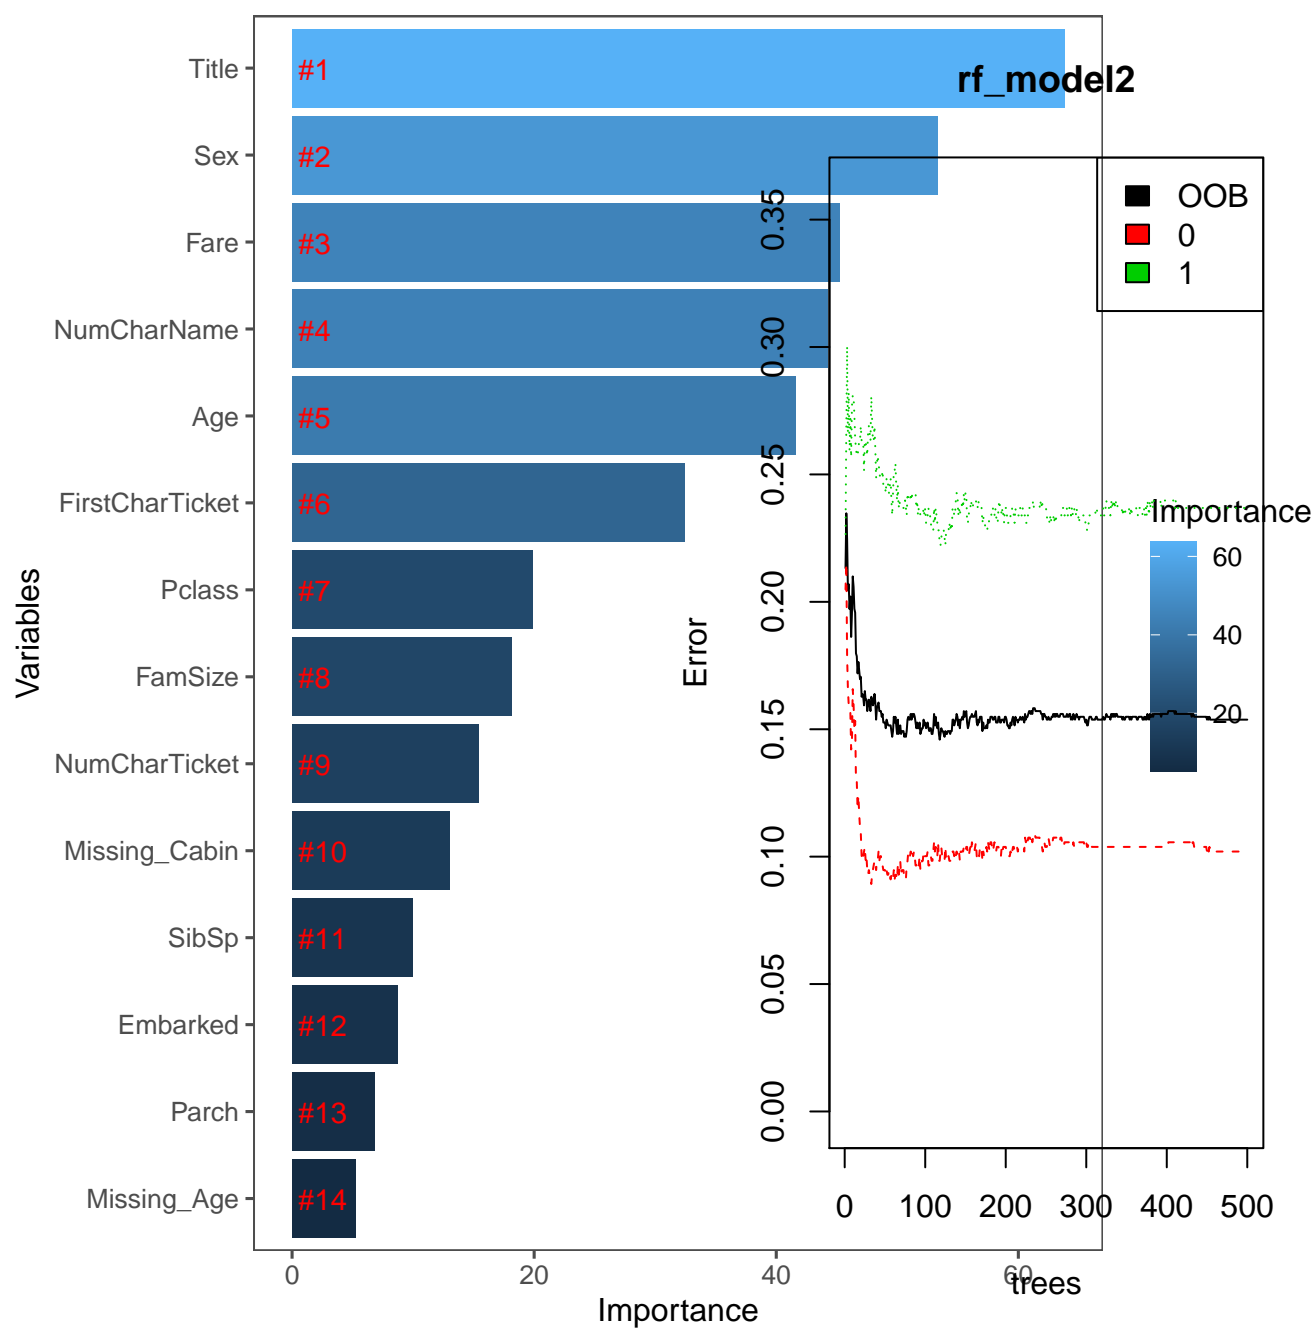 rf_model2
Title #1
Sex #2
Fare #3
NumCharName #4
Age #5
FirstCharTicket #6
Pclass #7
FamSize #8
NumCharTicket #9
Missing_Cabin #10
SibSp #11
Embarked #12
Parch #13
Missing_Age #14
Variables
0 20 40 60
Importance
OOB
0
1
0.35
0.30
0.25
0.20
0.15
0.10
0.05
0.00
Error
0 100 200 300 400 500
trees
Importance
60
40
20